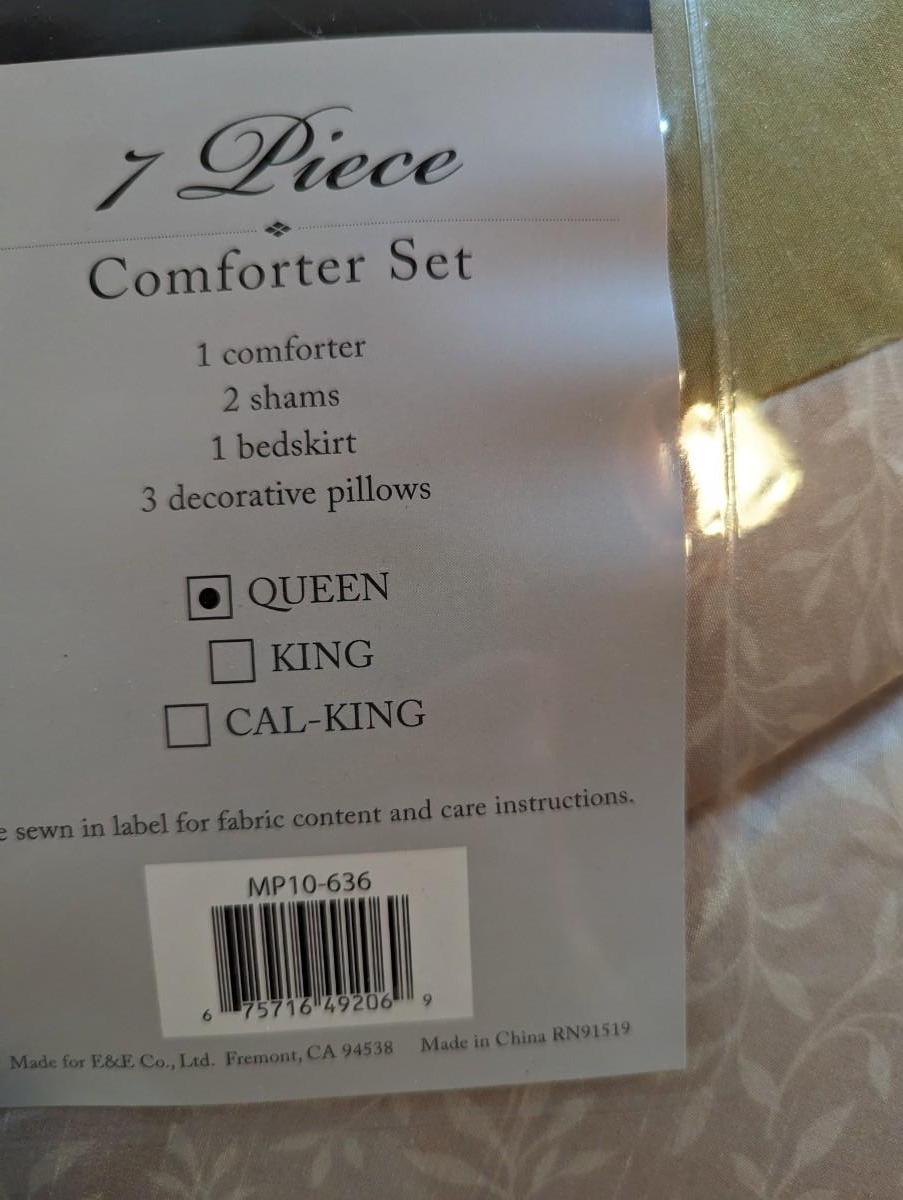 7 Piece
Comforter Set
1 comforter
2 shams
1 bedskirt
3 decorative pillows
QUEEN
KING
CAL-KING
sewn in label for fabric content and care instructions.
MP10-636
6 75716 49206 9
Made for E&E Co., Ltd. Fremont, CA 94538 Made in China RN91519